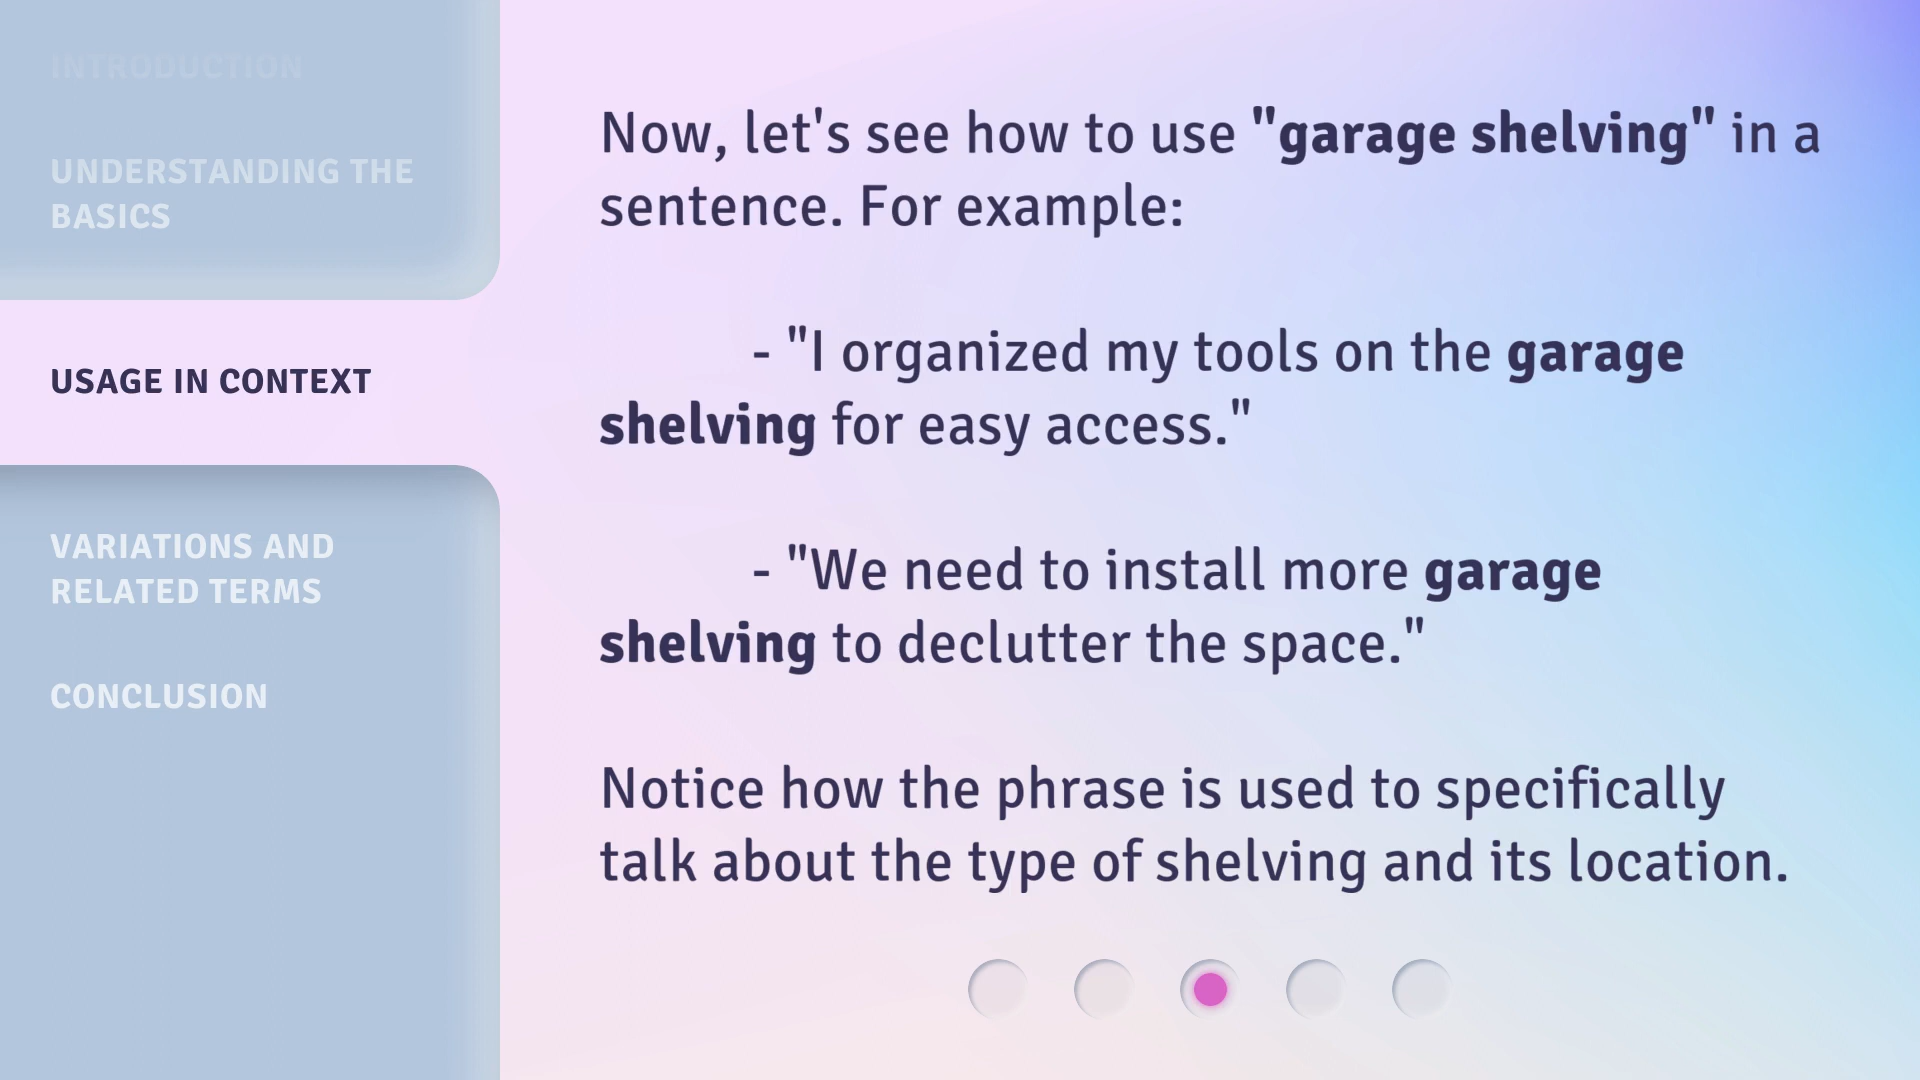 INTRODUCTION
UNDERSTANDING THE
BASICS
USAGE IN CONTEXT
VARIATIONS AND
RELATED TERMS
CONCLUSION
Now, let's see how to use "garage shelving" in a
sentence. For example:
- "I organized my tools on the garage
shelving for easy access."
- "We need to install more garage
shelving to declutter the space."
Notice how the phrase is used to specifically
talk about the type of shelving and its location.